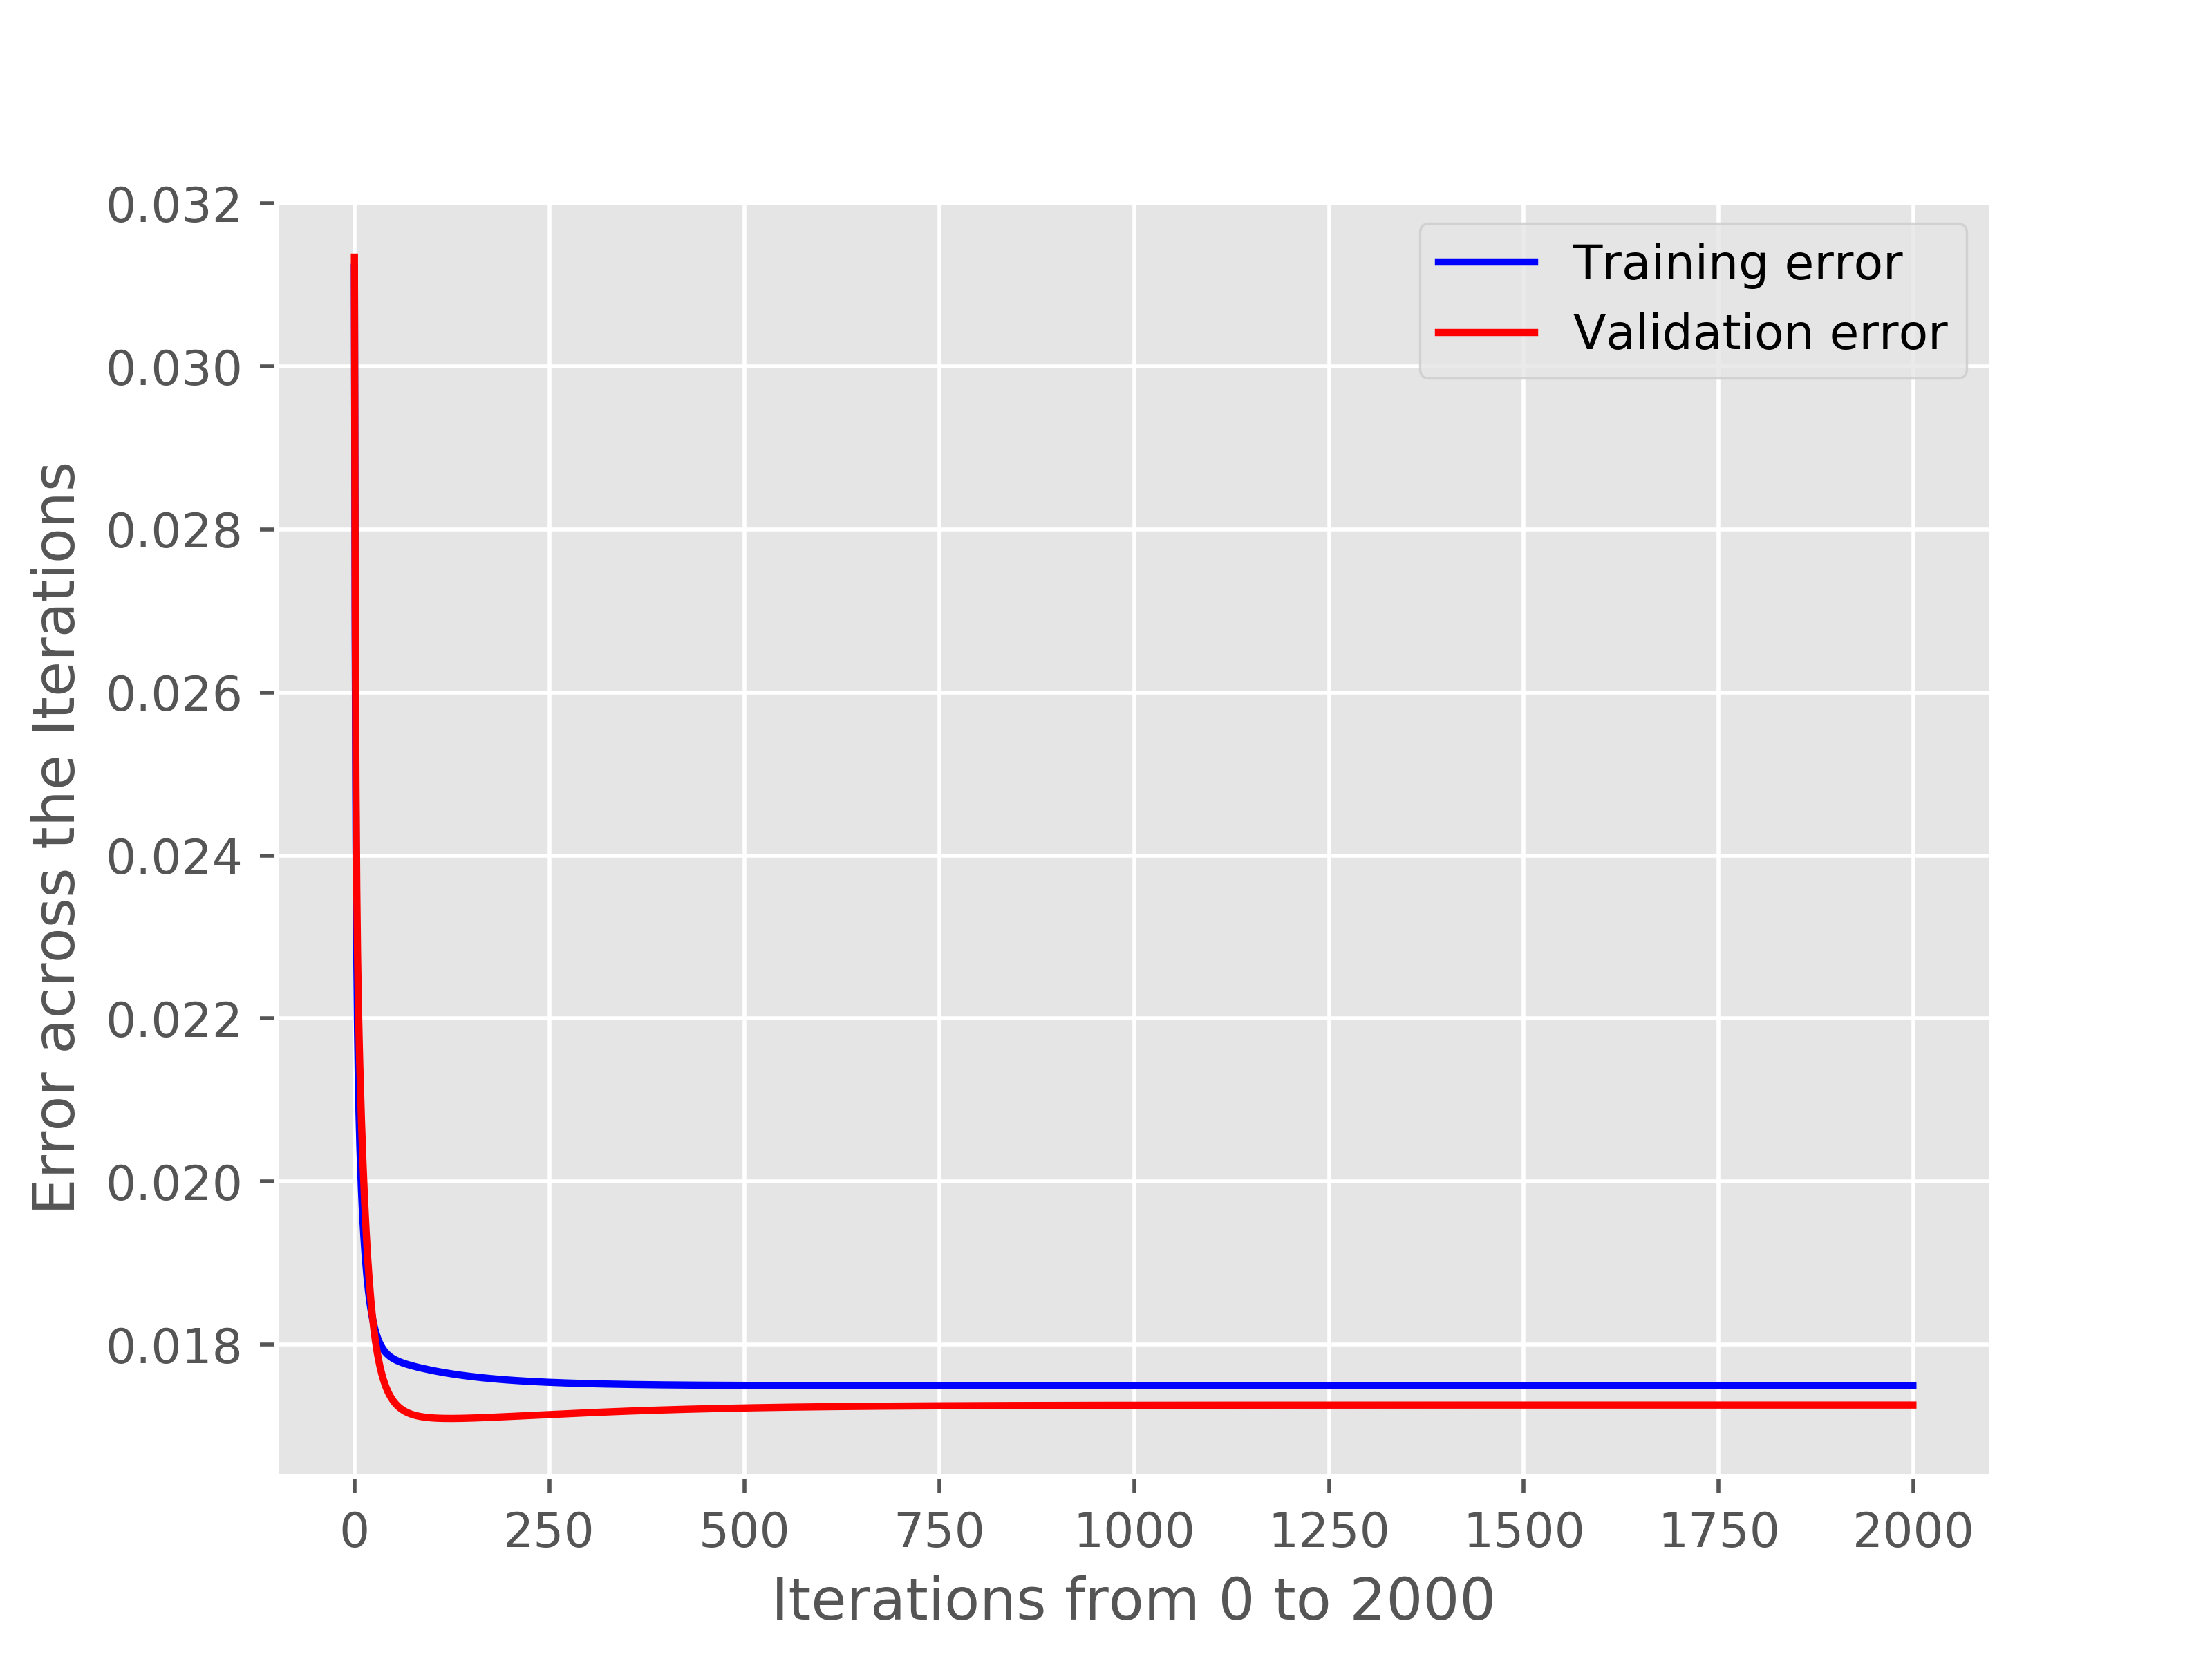 0.032
0.030
0.028
0.026
0.024
0.022
0.020
0.018
Error across the Iterations
Training error
Validation error
0 250 500 750 1000 1250 1500 1750 2000
Iterations from 0 to 2000